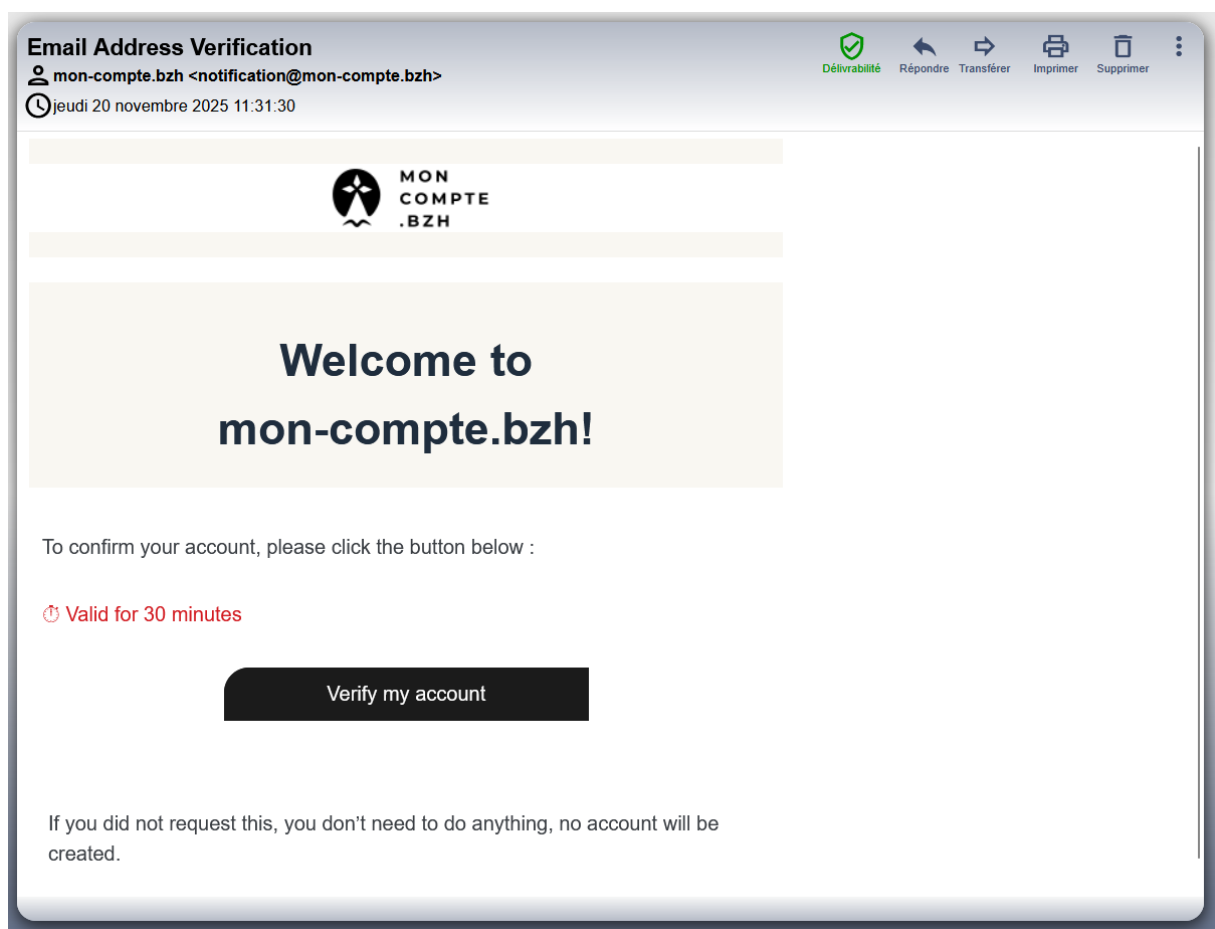 Email Address Verification
mon-compte.bzh <notification@mon-compte.bzh>
jeudi 20 novembre 2025 11:31:30
Délivrabilité Répondre Transférer Imprimer Supprimer
MON
COMPTE
.BZH
Welcome to
mon-compte.bzh!
To confirm your account, please click the button below :
⏱ Valid for 30 minutes
Verify my account
If you did not request this, you don’t need to do anything, no account will be
created.